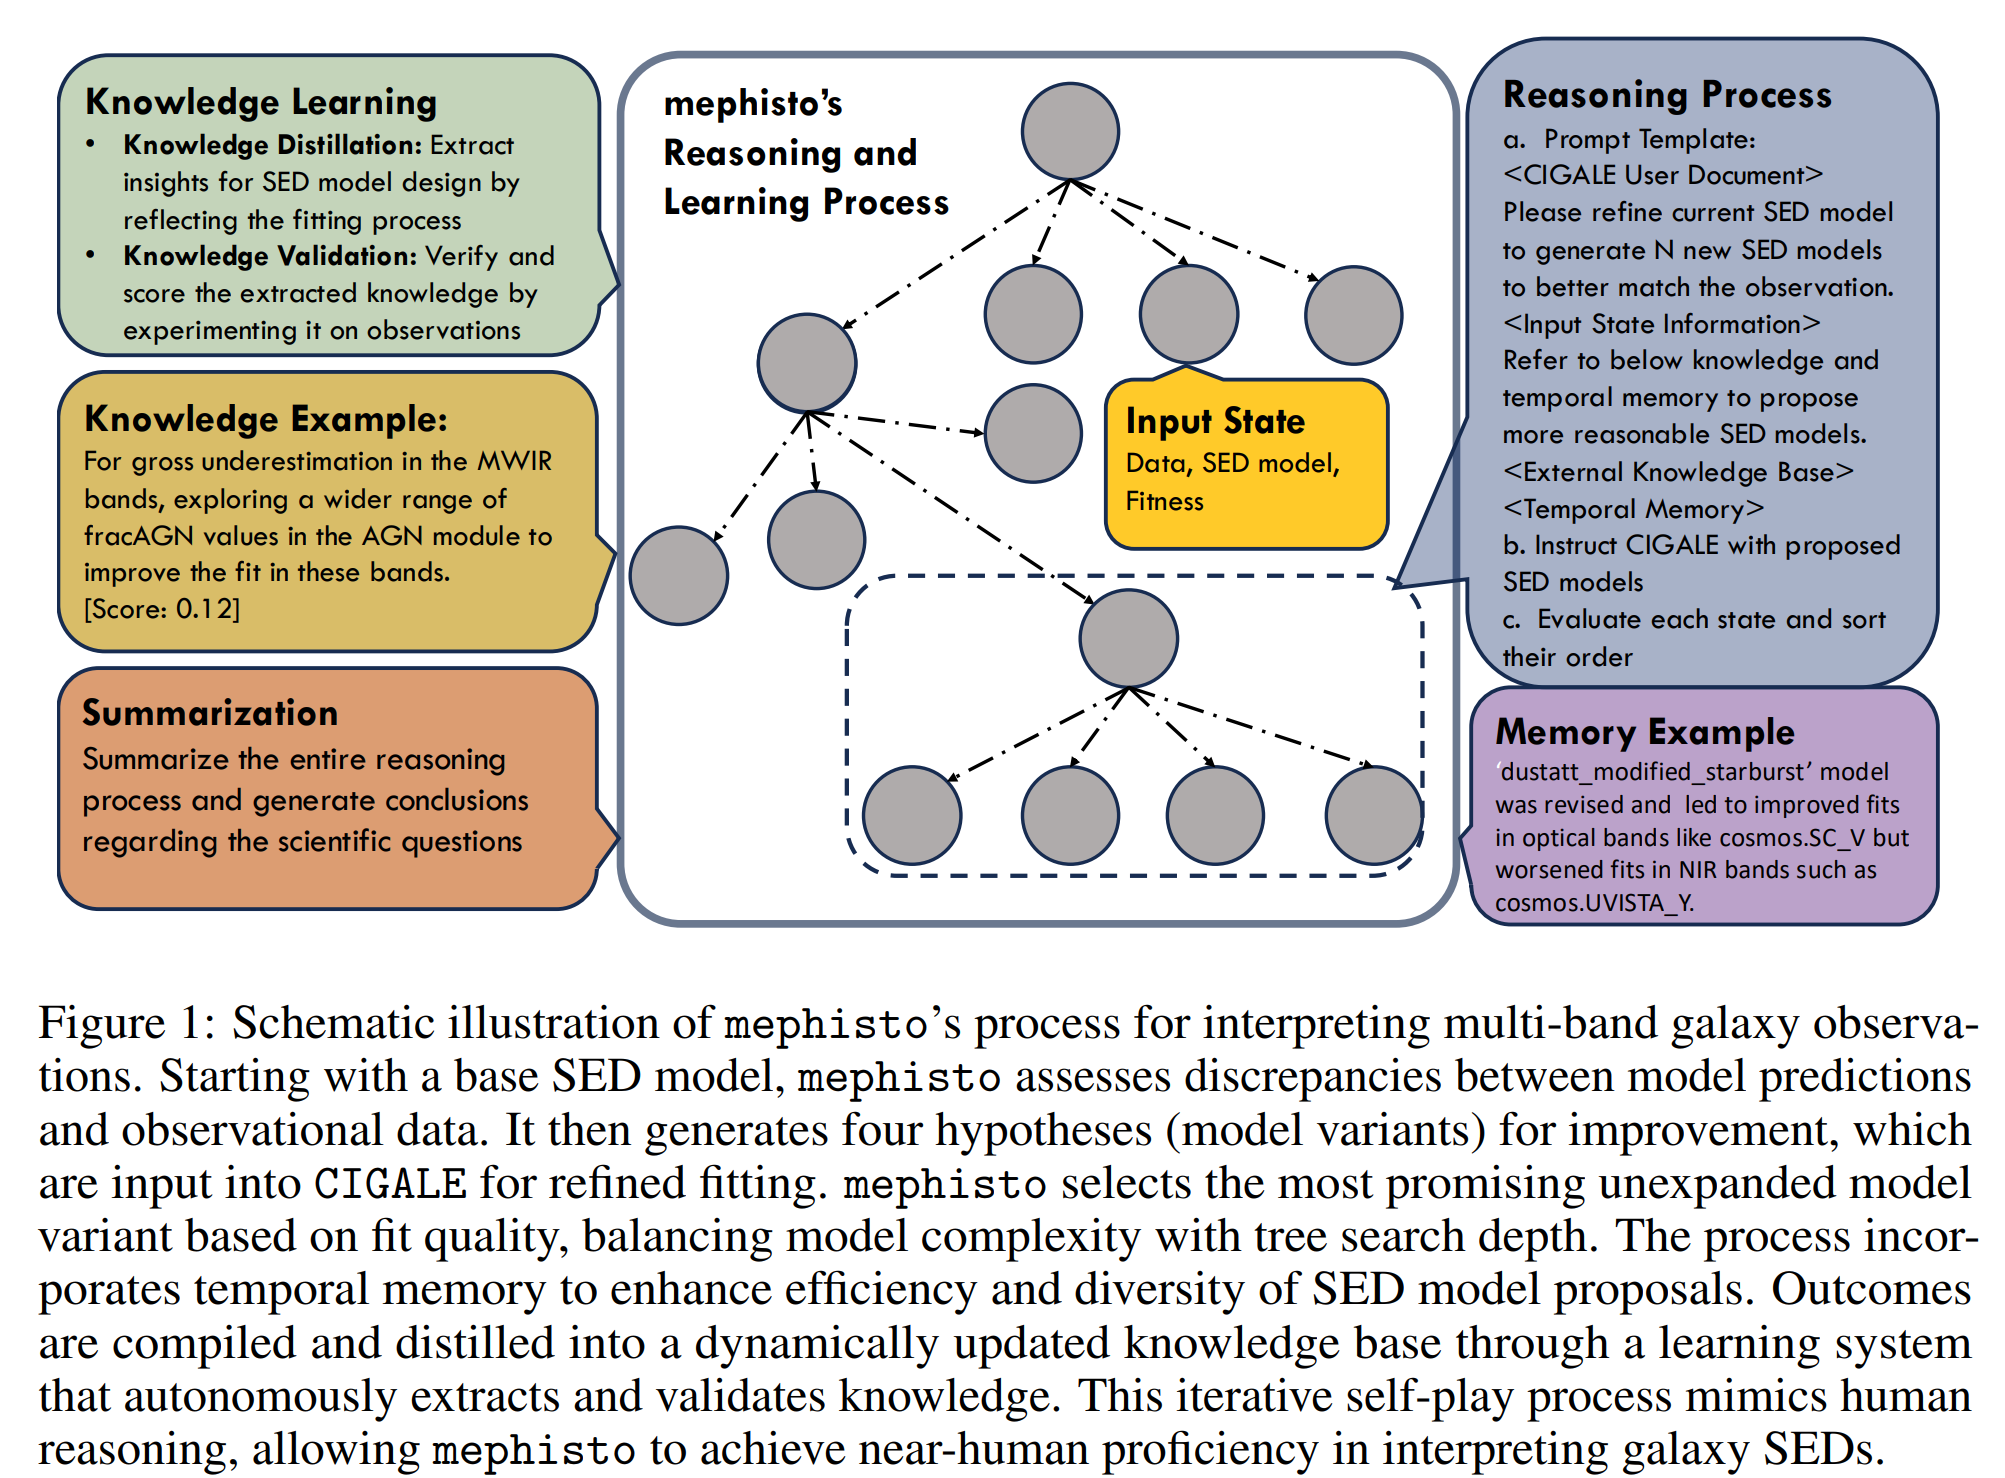 Knowledge Learning
• Knowledge Distillation: Extract
insights for SED model design by
reflecting the fitting process
• Knowledge Validation: Verify and
score the extracted knowledge by
experimenting it on observations
Knowledge Example:
For gross underestimation in the MWIR
bands, exploring a wider range of
fracAGN values in the AGN module to
improve the fit in these bands.
[Score: 0.12]
Summarization
Summarize the entire reasoning
process and generate conclusions
regarding the scientific questions
mephisto’s
Reasoning and
Learning Process
Input State
Data, SED model,
Fitness
Reasoning Process
a. Prompt Template:
<CIGALE User Document>
Please refine current SED model
to generate N new SED models
to better match the observation.
<Input State Information>
Refer to below knowledge and
temporal memory to propose
more reasonable SED models.
<External Knowledge Base>
<Temporal Memory>
b. Instruct CIGALE with proposed
SED models
c. Evaluate each state and sort
their order
Memory Example
‘dustatt_modified_starburst’ model
was revised and led to improved fits
in optical bands like cosmos.SC_V but
worsened fits in NIR bands such as
cosmos.UVISTA_Y.
Figure 1: Schematic illustration of mephisto’s process for interpreting multi-band galaxy observa-
tions. Starting with a base SED model, mephisto assesses discrepancies between model predictions
and observational data. It then generates four hypotheses (model variants) for improvement, which
are input into CIGALE for refined fitting. mephisto selects the most promising unexpanded model
variant based on fit quality, balancing model complexity with tree search depth. The process incor-
porates temporal memory to enhance efficiency and diversity of SED model proposals. Outcomes
are compiled and distilled into a dynamically updated knowledge base through a learning system
that autonomously extracts and validates knowledge. This iterative self-play process mimics human
reasoning, allowing mephisto to achieve near-human proficiency in interpreting galaxy SEDs.